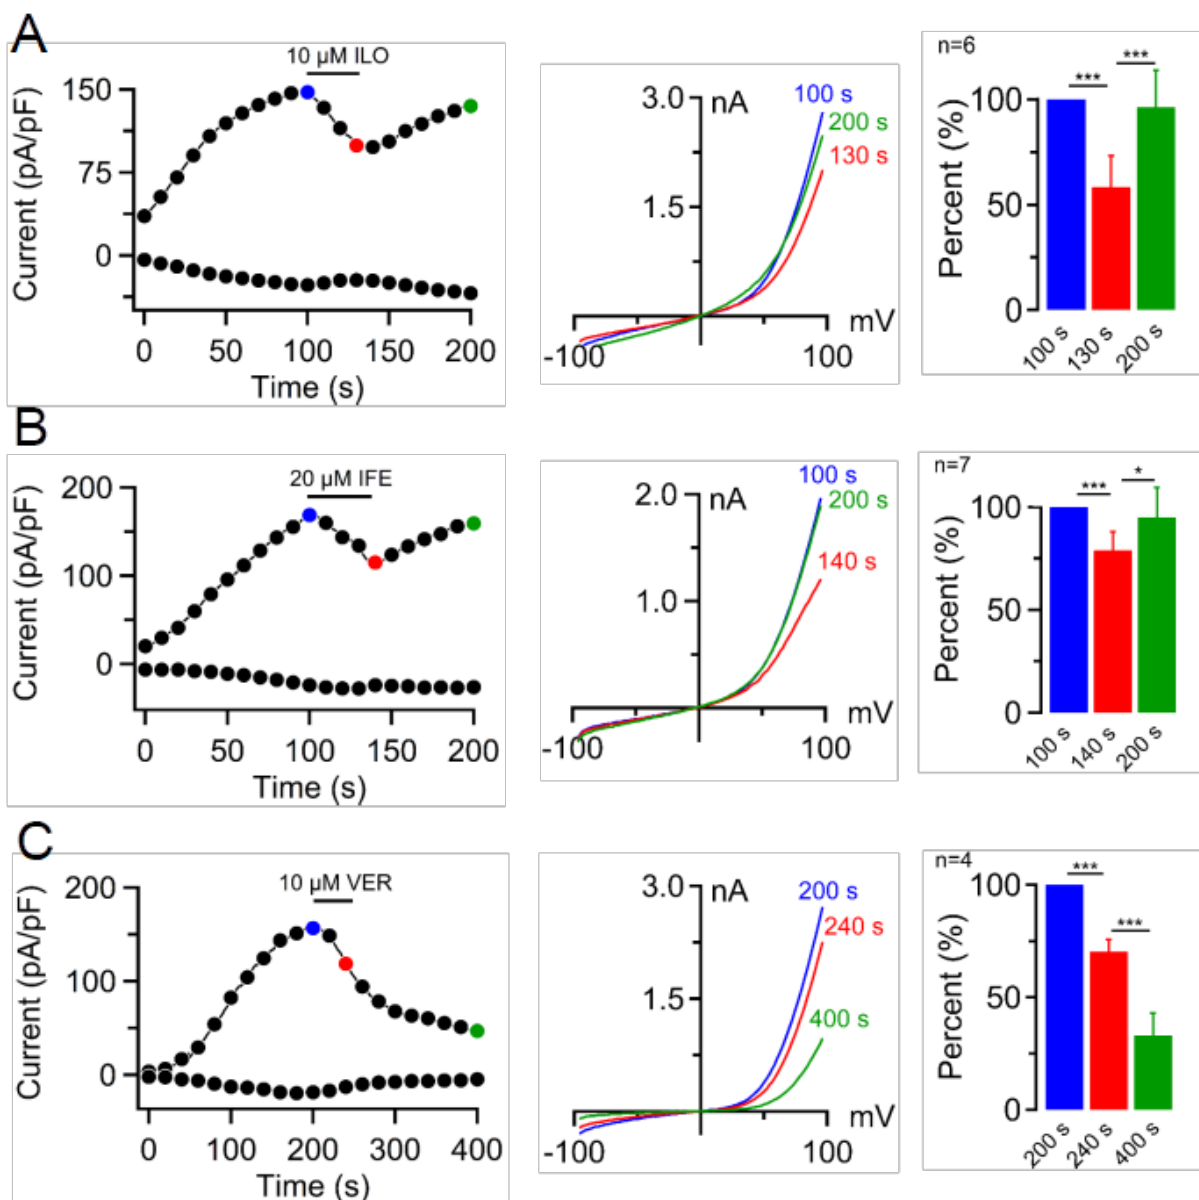 A
10 µM ILO
150
75
0
Current (pA/pF)
0 50 100 150 200
Time (s)
3.0 nA
1.5
100 s
200 s
130 s
-100 100 mV
n=6
*** ***
100
50
0
Percent (%)
100 s 130 s 200 s
B
20 µM IFE
200
100
0
Current (pA/pF)
0 50 100 150 200
Time (s)
2.0 nA
1.0
100 s
200 s
140 s
-100 100 mV
n=7
*** *
100
50
0
Percent (%)
100 s 140 s 200 s
C
10 µM VER
200
100
0
Current (pA/pF)
0 100 200 300 400
Time (s)
3.0 nA
1.5
200 s
240 s
400 s
-100 100 mV
n=4
*** ***
100
50
0
Percent (%)
200 s 240 s 400 s